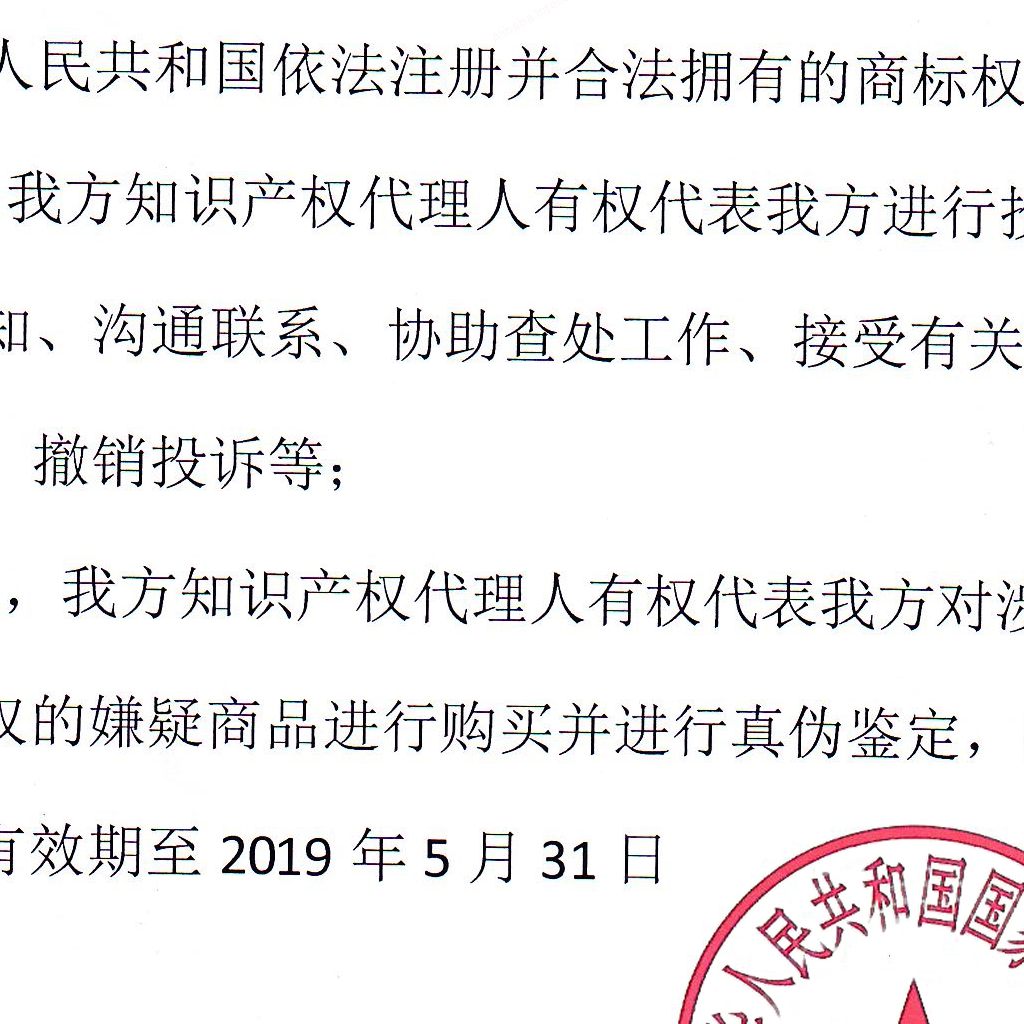 人民共和国依法注册并合法拥有的商标权
我方知识产权代理人有权代表我方进行
知、沟通联系、协助查处工作、接受有关
撤销投诉等；
，我方知识产权代理人有权代表我方对涉
权的嫌疑商品进行购买并进行真伪鉴定，
有效期至 2019 年 5 月 31 日
华人民共和国国家